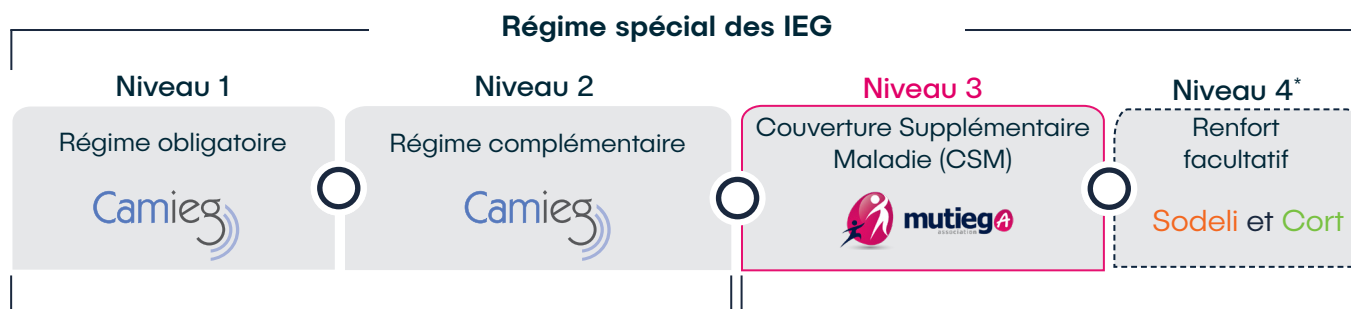 Régime spécial des IEG
Niveau 1
Régime obligatoire
Camieg
Niveau 2
Régime complémentaire
Camieg
Niveau 3
Couverture Supplémentaire
Maladie (CSM)
mutieg A
association
Niveau 4*
Renfort
facultatif
Sodeli et Cort